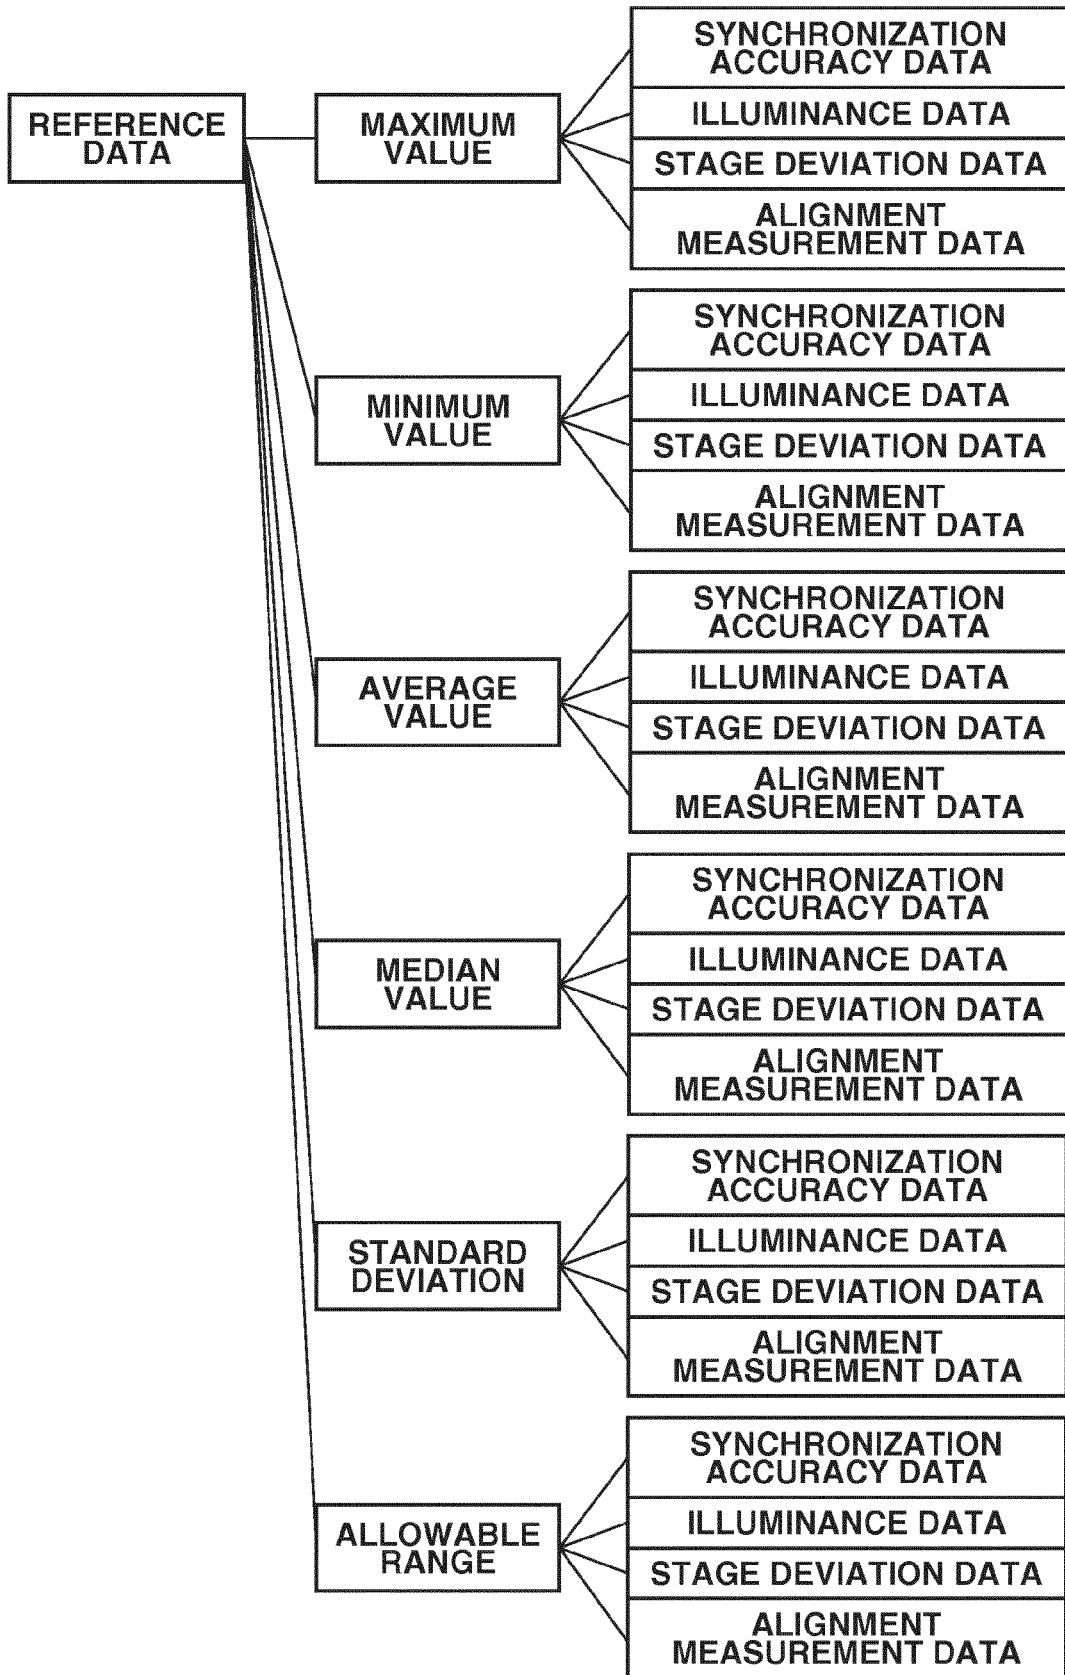 REFERENCE
DATA
MAXIMUM
VALUE
SYNCHRONIZATION
ACCURACY DATA
ILLUMINANCE DATA
STAGE DEVIATION DATA
ALIGNMENT
MEASUREMENT DATA
MINIMUM
VALUE
SYNCHRONIZATION
ACCURACY DATA
ILLUMINANCE DATA
STAGE DEVIATION DATA
ALIGNMENT
MEASUREMENT DATA
AVERAGE
VALUE
SYNCHRONIZATION
ACCURACY DATA
ILLUMINANCE DATA
STAGE DEVIATION DATA
ALIGNMENT
MEASUREMENT DATA
MEDIAN
VALUE
SYNCHRONIZATION
ACCURACY DATA
ILLUMINANCE DATA
STAGE DEVIATION DATA
ALIGNMENT
MEASUREMENT DATA
STANDARD
DEVIATION
SYNCHRONIZATION
ACCURACY DATA
ILLUMINANCE DATA
STAGE DEVIATION DATA
ALIGNMENT
MEASUREMENT DATA
ALLOWABLE
RANGE
SYNCHRONIZATION
ACCURACY DATA
ILLUMINANCE DATA
STAGE DEVIATION DATA
ALIGNMENT
MEASUREMENT DATA